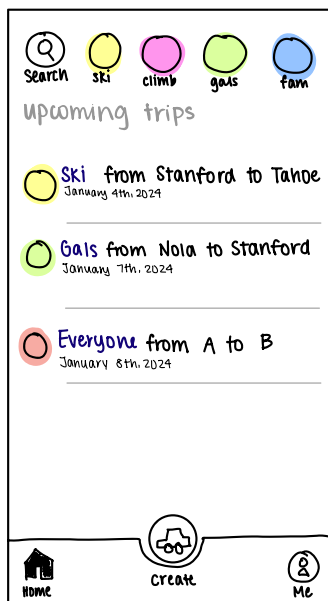 Search ski climb gals fam
upcoming trips
Ski from Stanford to Tahoe
January 4th, 2024
Gals from Nola to Stanford
January 7th, 2024
Everyone from A to B
January 8th, 2024
Home Create Me